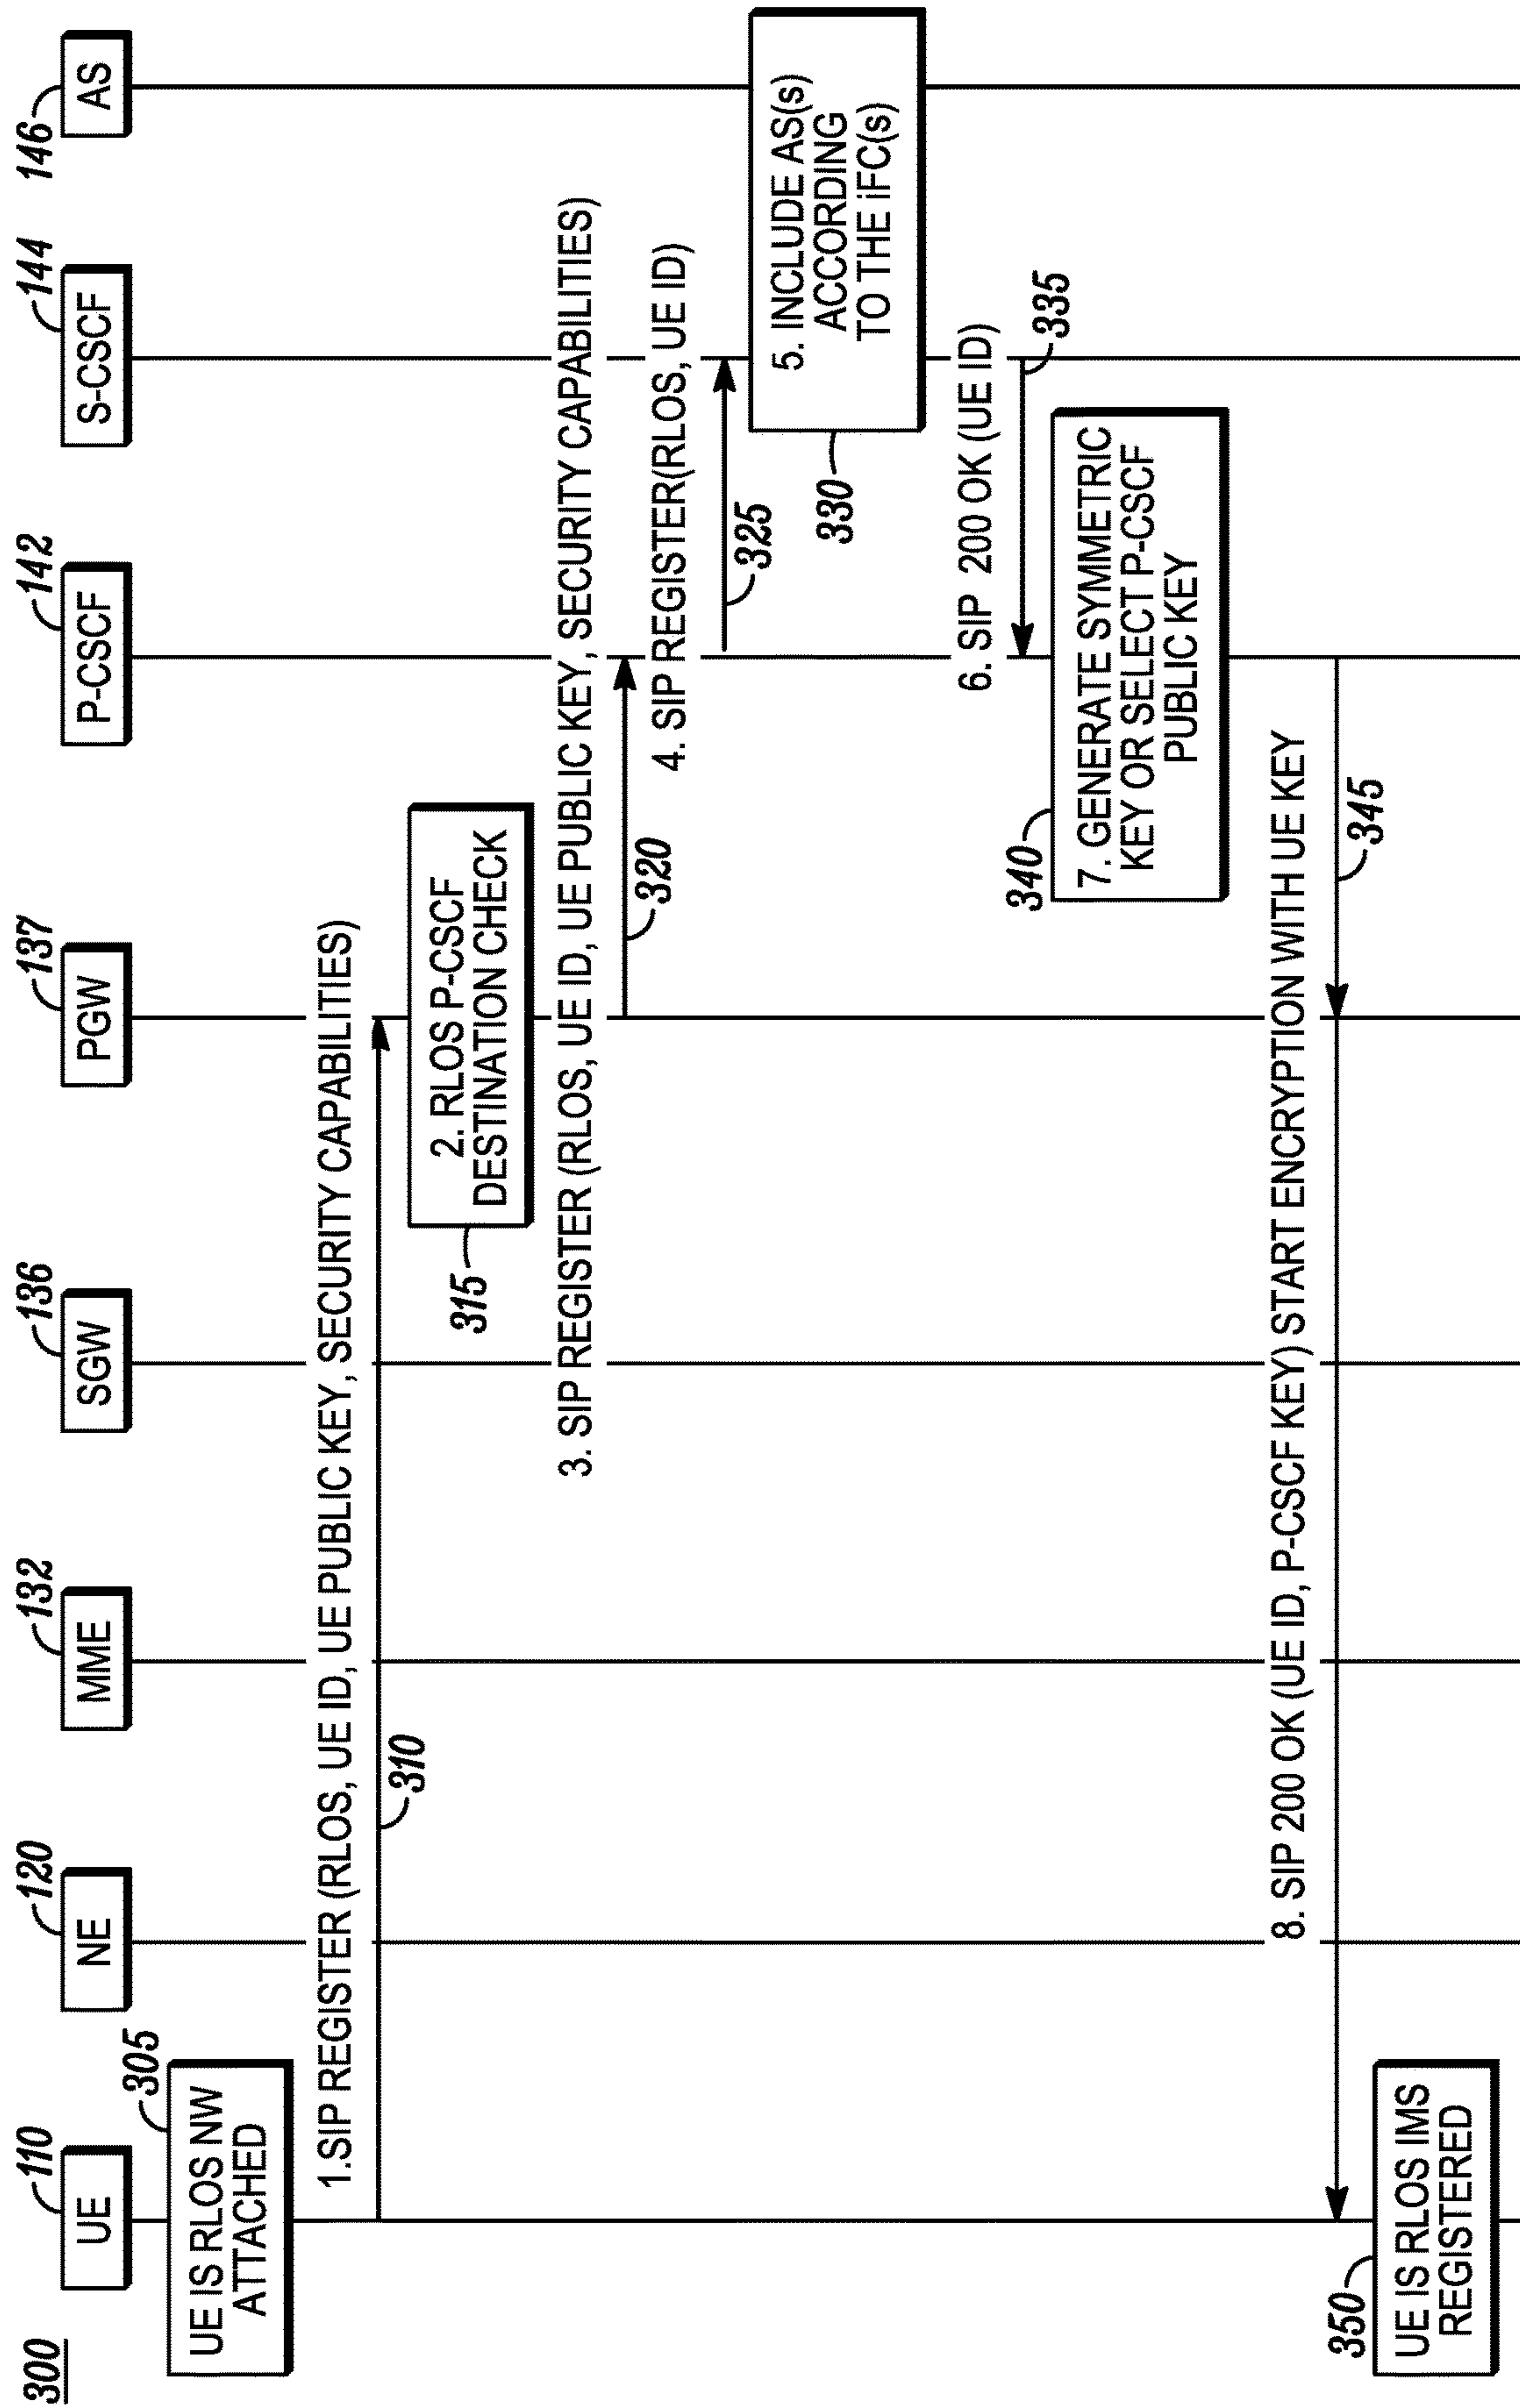 300
110
120
132
136
137
142
144
146
UE
NE
MME
SGW
PGW
P-CSCF
S-CSCF
AS
305
UE IS RLOS NW
ATTACHED
1.SIP REGISTER (RLOS, UE ID, UE PUBLIC KEY, SECURITY CAPABILITIES)
310
2. RLOS P-CSCF
DESTINATION CHECK
315
3. SIP REGISTER (RLOS, UE ID, UE PUBLIC KEY, SECURITY CAPABILITIES)
320
4. SIP REGISTER(RLOS, UE ID)
325
5. INCLUDE AS(s)
ACCORDING
TO THE iFC(s)
330
6. SIP 200 OK (UE ID)
335
7. GENERATE SYMMETRIC
KEY OR SELECT P-CSCF
PUBLIC KEY
340
8. SIP 200 OK (UE ID, P-CSCF KEY) START ENCRYPTION WITH UE KEY
345
350
UE IS RLOS IMS
REGISTERED